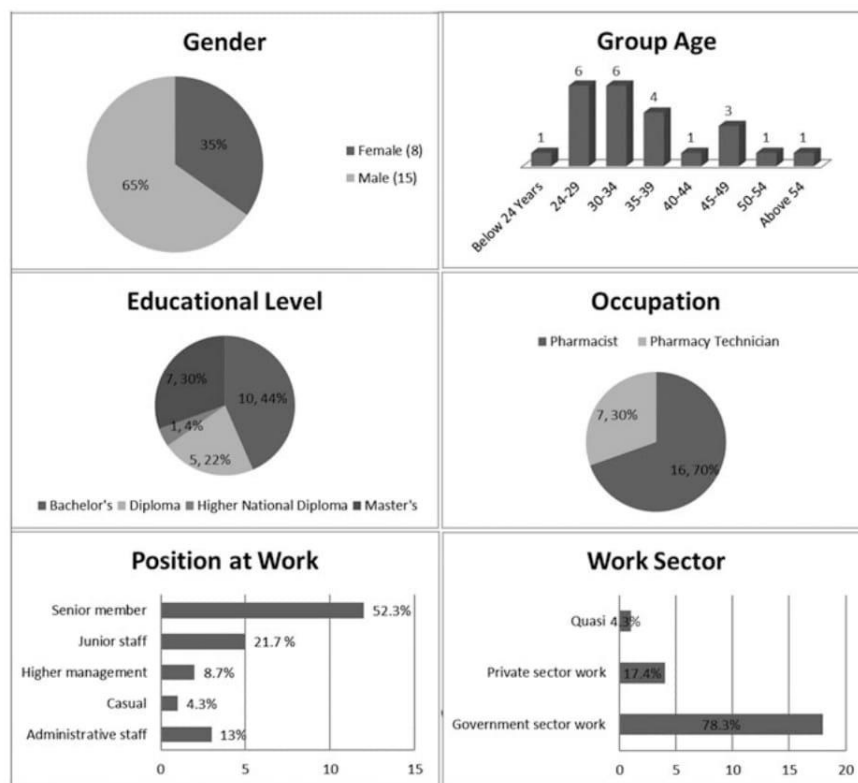 Gender
35%
65%
Female (8)
Male (15)
Group Age
1
6
6
4
1
3
1
1
Below 24 Years
24-29
30-34
35-39
40-44
45-49
50-54
Above 54
Educational Level
7, 30%
10, 44%
1, 4%
5, 22%
Bachelor's Diploma Higher National Diploma Master's
Occupation
Pharmacist Pharmacy Technician
7, 30%
16, 70%
Position at Work
Senior member 52.3%
Junior staff 21.7 %
Higher management 8.7%
Casual 4.3%
Administrative staff 13%
0 5 10 15
Work Sector
Quasi 4.3%
Private sector work 17.4%
Government sector work 78.3%
0 5 10 15 20